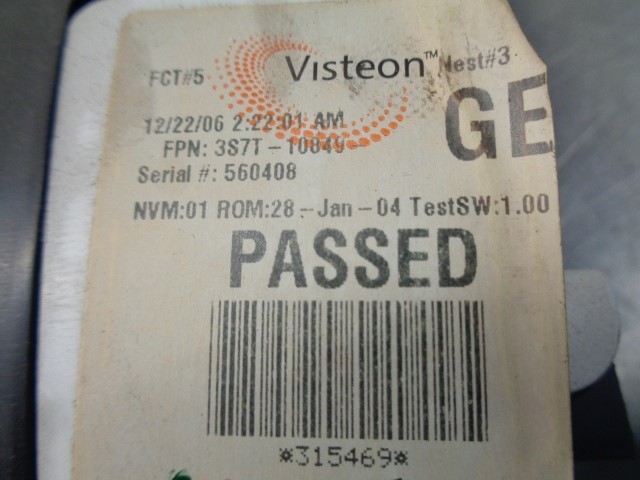 FCT#5 Visteon™ Nest#3
GE
12/22/06 2:22:01 AM
FPN: 3S7T-10849-
Serial #: 560408
NVM:01 ROM:28-Jan-04 TestSW:1.00
PASSED
*315469*